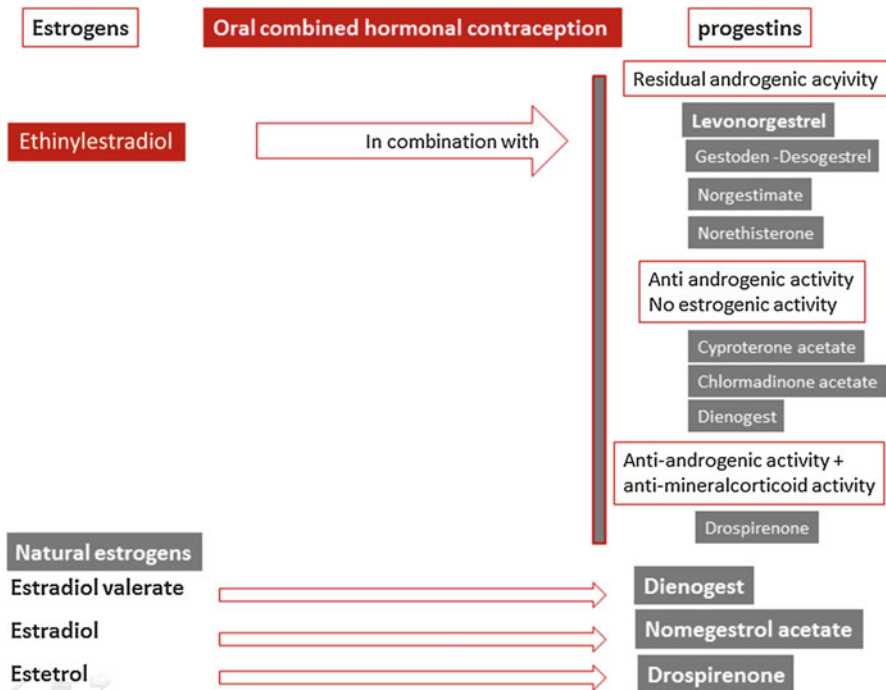 Estrogens
Oral combined hormonal contraception
progestins
Residual androgenic acyivity
Ethinylestradiol
In combination with
Levonorgestrel
Gestoden -Desogestrel
Norgestimate
Norethisterone
Anti androgenic activity
No estrogenic activity
Cyproterone acetate
Chlormadinone acetate
Dienogest
Anti-androgenic activity +
anti-mineralcorticoid activity
Drospirenone
Natural estrogens
Estradiol valerate
Dienogest
Estradiol
Nomegestrol acetate
Estetrol
Drospirenone